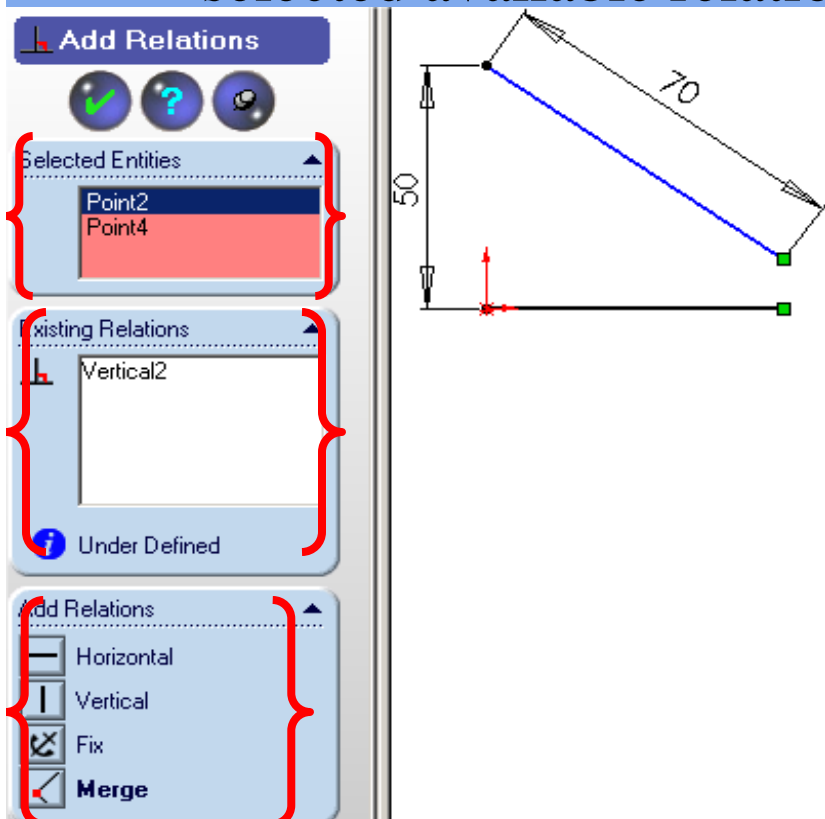 Add Relations
Selected Entities
Point2
Point4
Existing Relations
Vertical2
Under Defined
Add Relations
Horizontal
Vertical
Fix
Merge
70
50